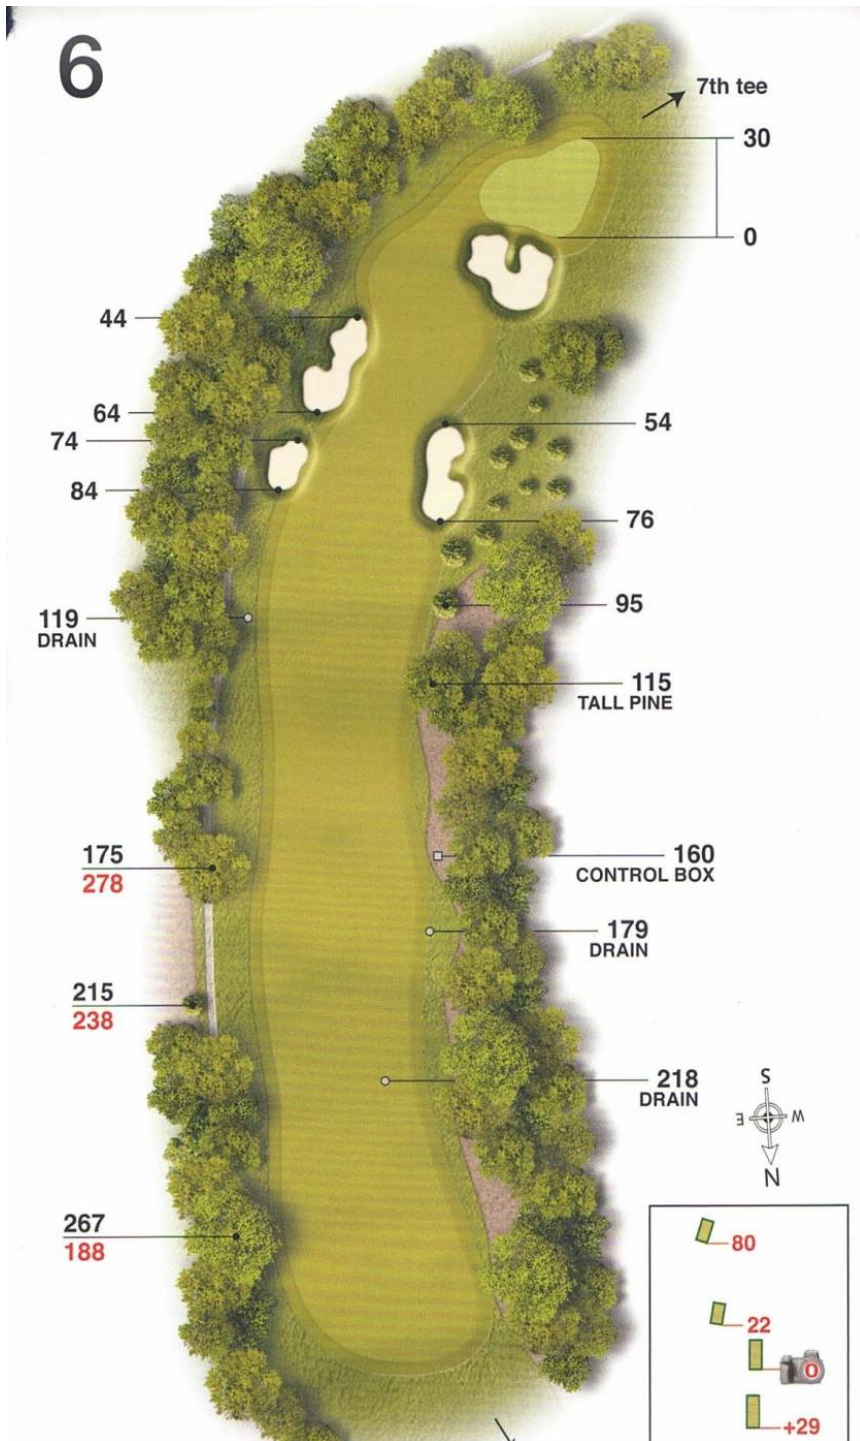 6
7th tee
30
0
44
64
54
74
84
76
95
119
DRAIN
115
TALL PINE
175
278
160
CONTROL BOX
179
DRAIN
215
238
218
DRAIN
S
E
W
N
267
188
80
22
0
+29